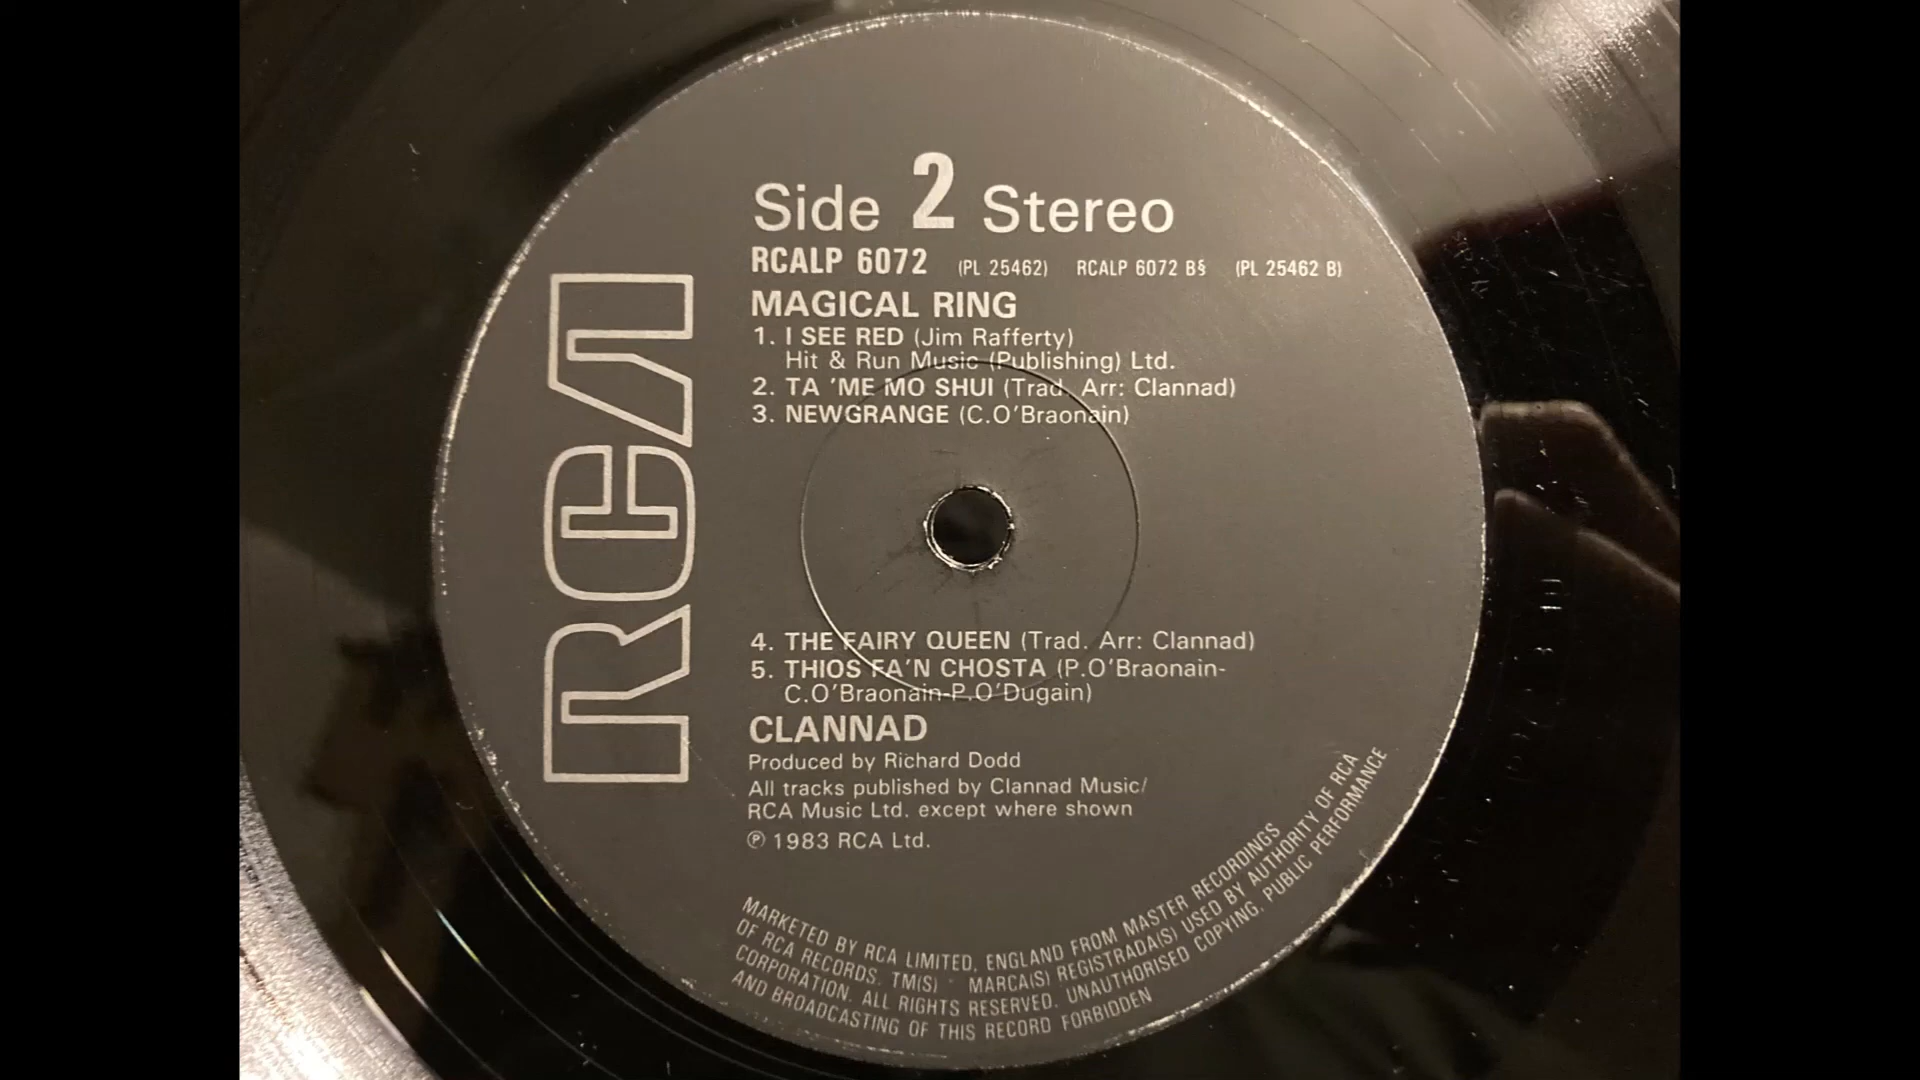 RCA
Side 2 Stereo
RCALP 6072 (PL 25462) RCALP 6072 B§ (PL 25462 B)
MAGICAL RING
1. I SEE RED (Jim Rafferty)
Hit & Run Music (Publishing) Ltd.
2. TA 'ME MO SHUI (Trad. Arr: Clannad)
3. NEWGRANGE (C.O'Braonain)
4. THE FAIRY QUEEN (Trad. Arr: Clannad)
5. THIOS FA'N CHOSTA (P.O'Braonain-
C.O'Braonain-P.O'Dugain)
CLANNAD
Produced by Richard Dodd
All tracks published by Clannad Music/
RCA Music Ltd. except where shown
℗ 1983 RCA Ltd.
MARKETED BY RCA LIMITED, ENGLAND FROM MASTER RECORDINGS
OF RCA RECORDS. TM(S) · MARCA(S) REGISTRADA(S) USED BY AUTHORITY OF RCA
CORPORATION. ALL RIGHTS RESERVED. UNAUTHORISED COPYING, PUBLIC PERFORMANCE
AND BROADCASTING OF THIS RECORD FORBIDDEN